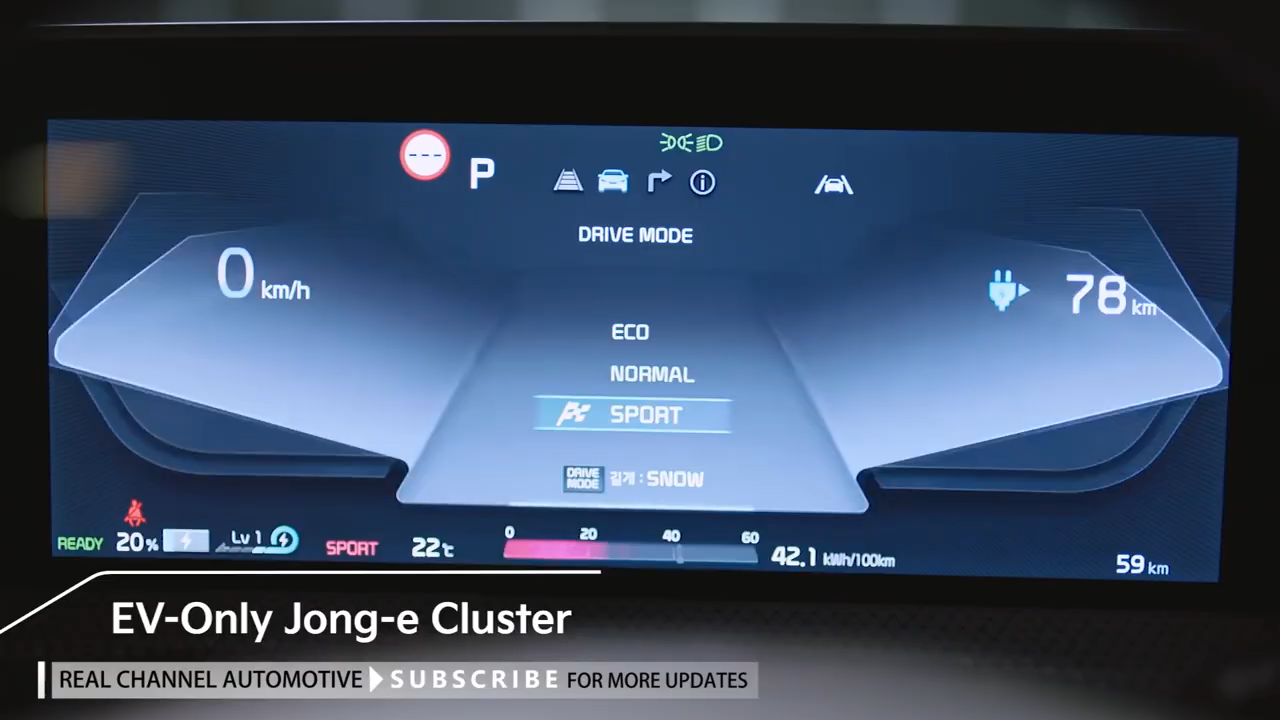 ---
P
DRIVE MODE
0 km/h
78 km
ECO
NORMAL
SPORT
DRIVE MODE 길게 : SNOW
READY 20% Lv 1 SPORT 22℃ 0 20 40 60 42.1 kWh/100km 59 km
EV-Only Jong-e Cluster
REAL CHANNEL AUTOMOTIVE SUBSCRIBE FOR MORE UPDATES